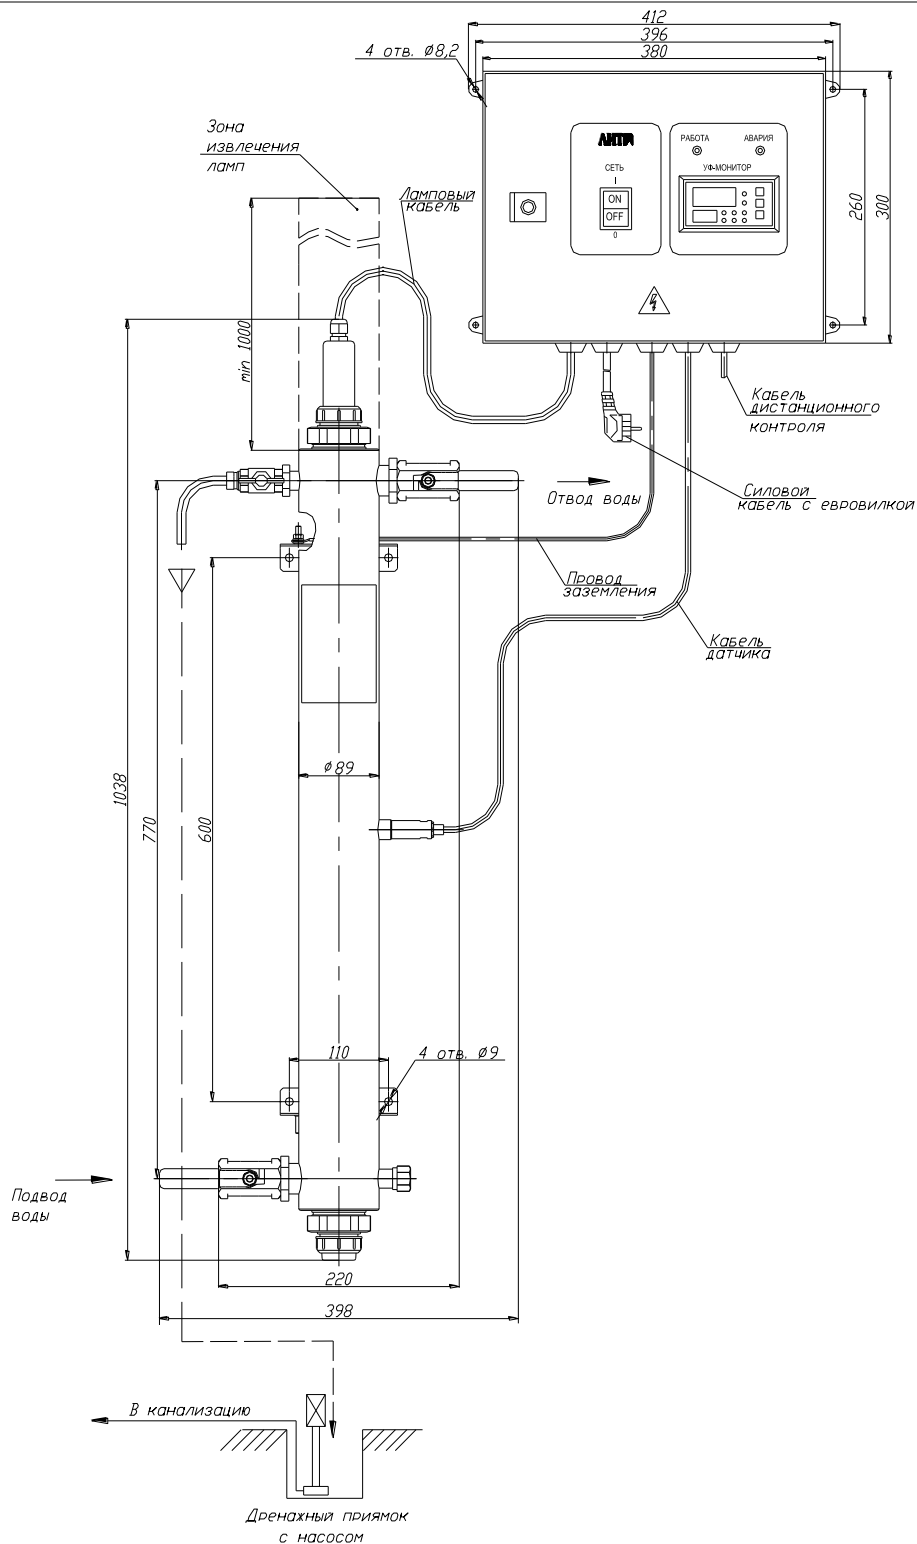 412
396
380
4 отв. Ø8,2
Зона
извлечения
ламп
Ламповый
кабель
ЛИТ
СЕТЬ
I
ON
OFF
0
РАБОТА
АВАРИЯ
УФ-МОНИТОР
260
300
min 1000
Кабель
дистанционного
контроля
Отвод воды
Силовой
кабель с евровилкой
Провод
заземления
Кабель
датчика
Ø89
1038
770
600
110
4 отв. Ø9
Подвод
воды
220
398
В канализацию
Дренажный приямок
с насосом